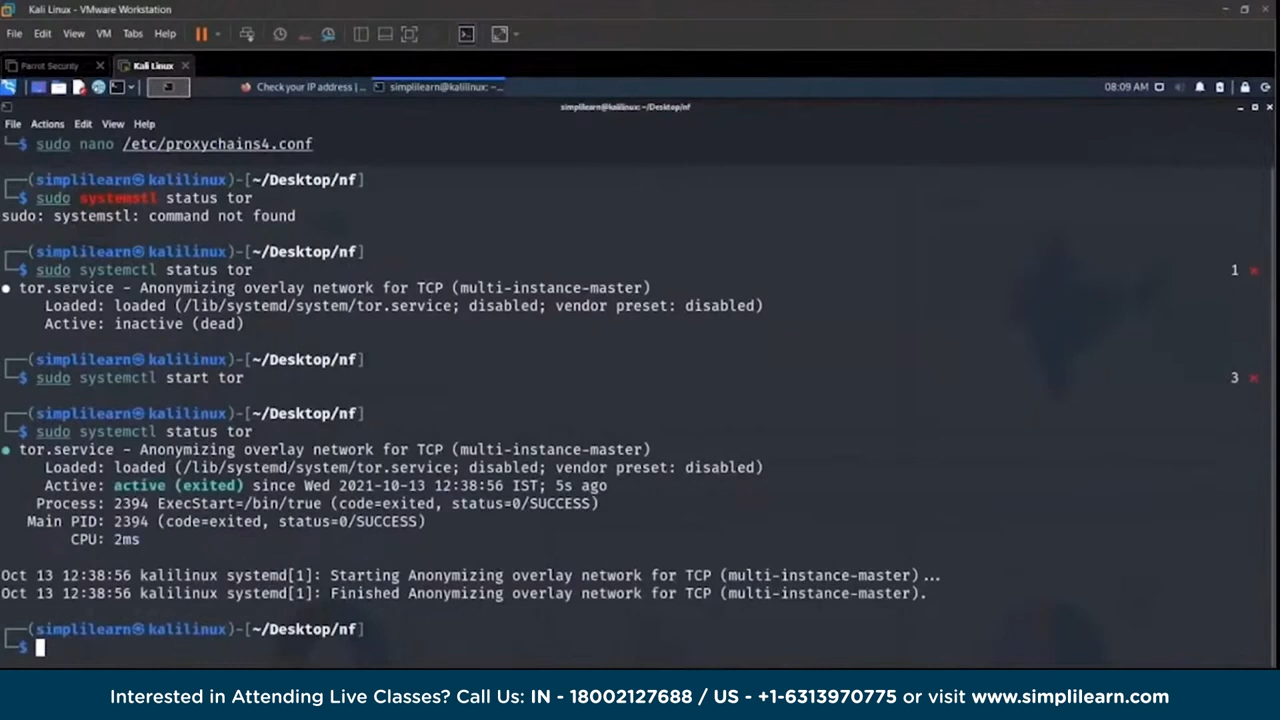 Kali Linux - VMware Workstation
File Edit View VM Tabs Help
Parrot Security
Kali Linux
Check your IP address | ...
simplilearn@kalilinux: ~...
08:09 AM
simplilearn@kalilinux: ~/Desktop/nf
File Actions Edit View Help
└─$ sudo nano /etc/proxychains4.conf
┌──(simplilearn㉿kalilinux)-[~/Desktop/nf]
└─$ sudo systemstl status tor
sudo: systemstl: command not found
┌──(simplilearn㉿kalilinux)-[~/Desktop/nf]
└─$ sudo systemctl status tor 1 ✗
● tor.service - Anonymizing overlay network for TCP (multi-instance-master)
Loaded: loaded (/lib/systemd/system/tor.service; disabled; vendor preset: disabled)
Active: inactive (dead)
┌──(simplilearn㉿kalilinux)-[~/Desktop/nf]
└─$ sudo systemctl start tor 3 ✗
┌──(simplilearn㉿kalilinux)-[~/Desktop/nf]
└─$ sudo systemctl status tor
● tor.service - Anonymizing overlay network for TCP (multi-instance-master)
Loaded: loaded (/lib/systemd/system/tor.service; disabled; vendor preset: disabled)
Active: active (exited) since Wed 2021-10-13 12:38:56 IST; 5s ago
Process: 2394 ExecStart=/bin/true (code=exited, status=0/SUCCESS)
Main PID: 2394 (code=exited, status=0/SUCCESS)
CPU: 2ms
Oct 13 12:38:56 kalilinux systemd[1]: Starting Anonymizing overlay network for TCP (multi-instance-master)...
Oct 13 12:38:56 kalilinux systemd[1]: Finished Anonymizing overlay network for TCP (multi-instance-master).
┌──(simplilearn㉿kalilinux)-[~/Desktop/nf]
└─$
Interested in Attending Live Classes? Call Us: IN - 18002127688 / US - +1-6313970775 or visit www.simplilearn.com